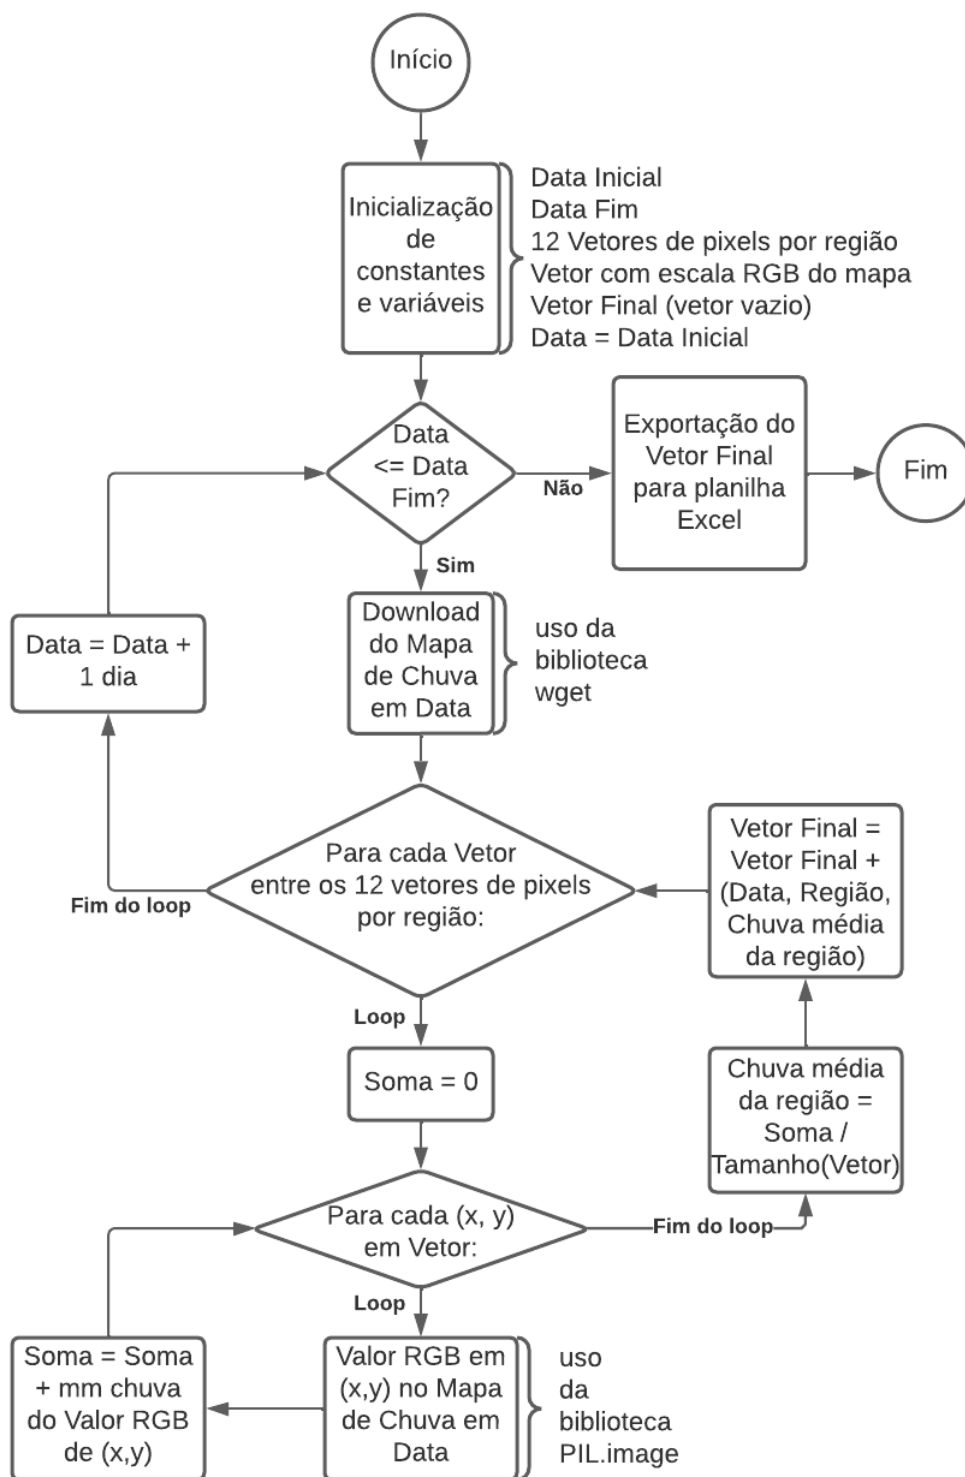 Início
Inicialização
de
constantes
e variáveis
Data Inicial
Data Fim
12 Vetores de pixels por região
Vetor com escala RGB do mapa
Vetor Final (vetor vazio)
Data = Data Inicial
Data
<= Data
Fim?
Não
Exportação do
Vetor Final
para planilha
Excel
Fim
Sim
Download
do Mapa
de Chuva
em Data
uso da
biblioteca
wget
Data = Data +
1 dia
Para cada Vetor
entre os 12 vetores de pixels
por região:
Fim do loop
Vetor Final =
Vetor Final +
(Data, Região,
Chuva média
da região)
Loop
Soma = 0
Chuva média
da região =
Soma /
Tamanho(Vetor)
Para cada (x, y)
em Vetor:
Fim do loop
Loop
Soma = Soma
+ mm chuva
do Valor RGB
de (x,y)
Valor RGB em
(x,y) no Mapa
de Chuva em
Data
uso
da
biblioteca
PIL.image